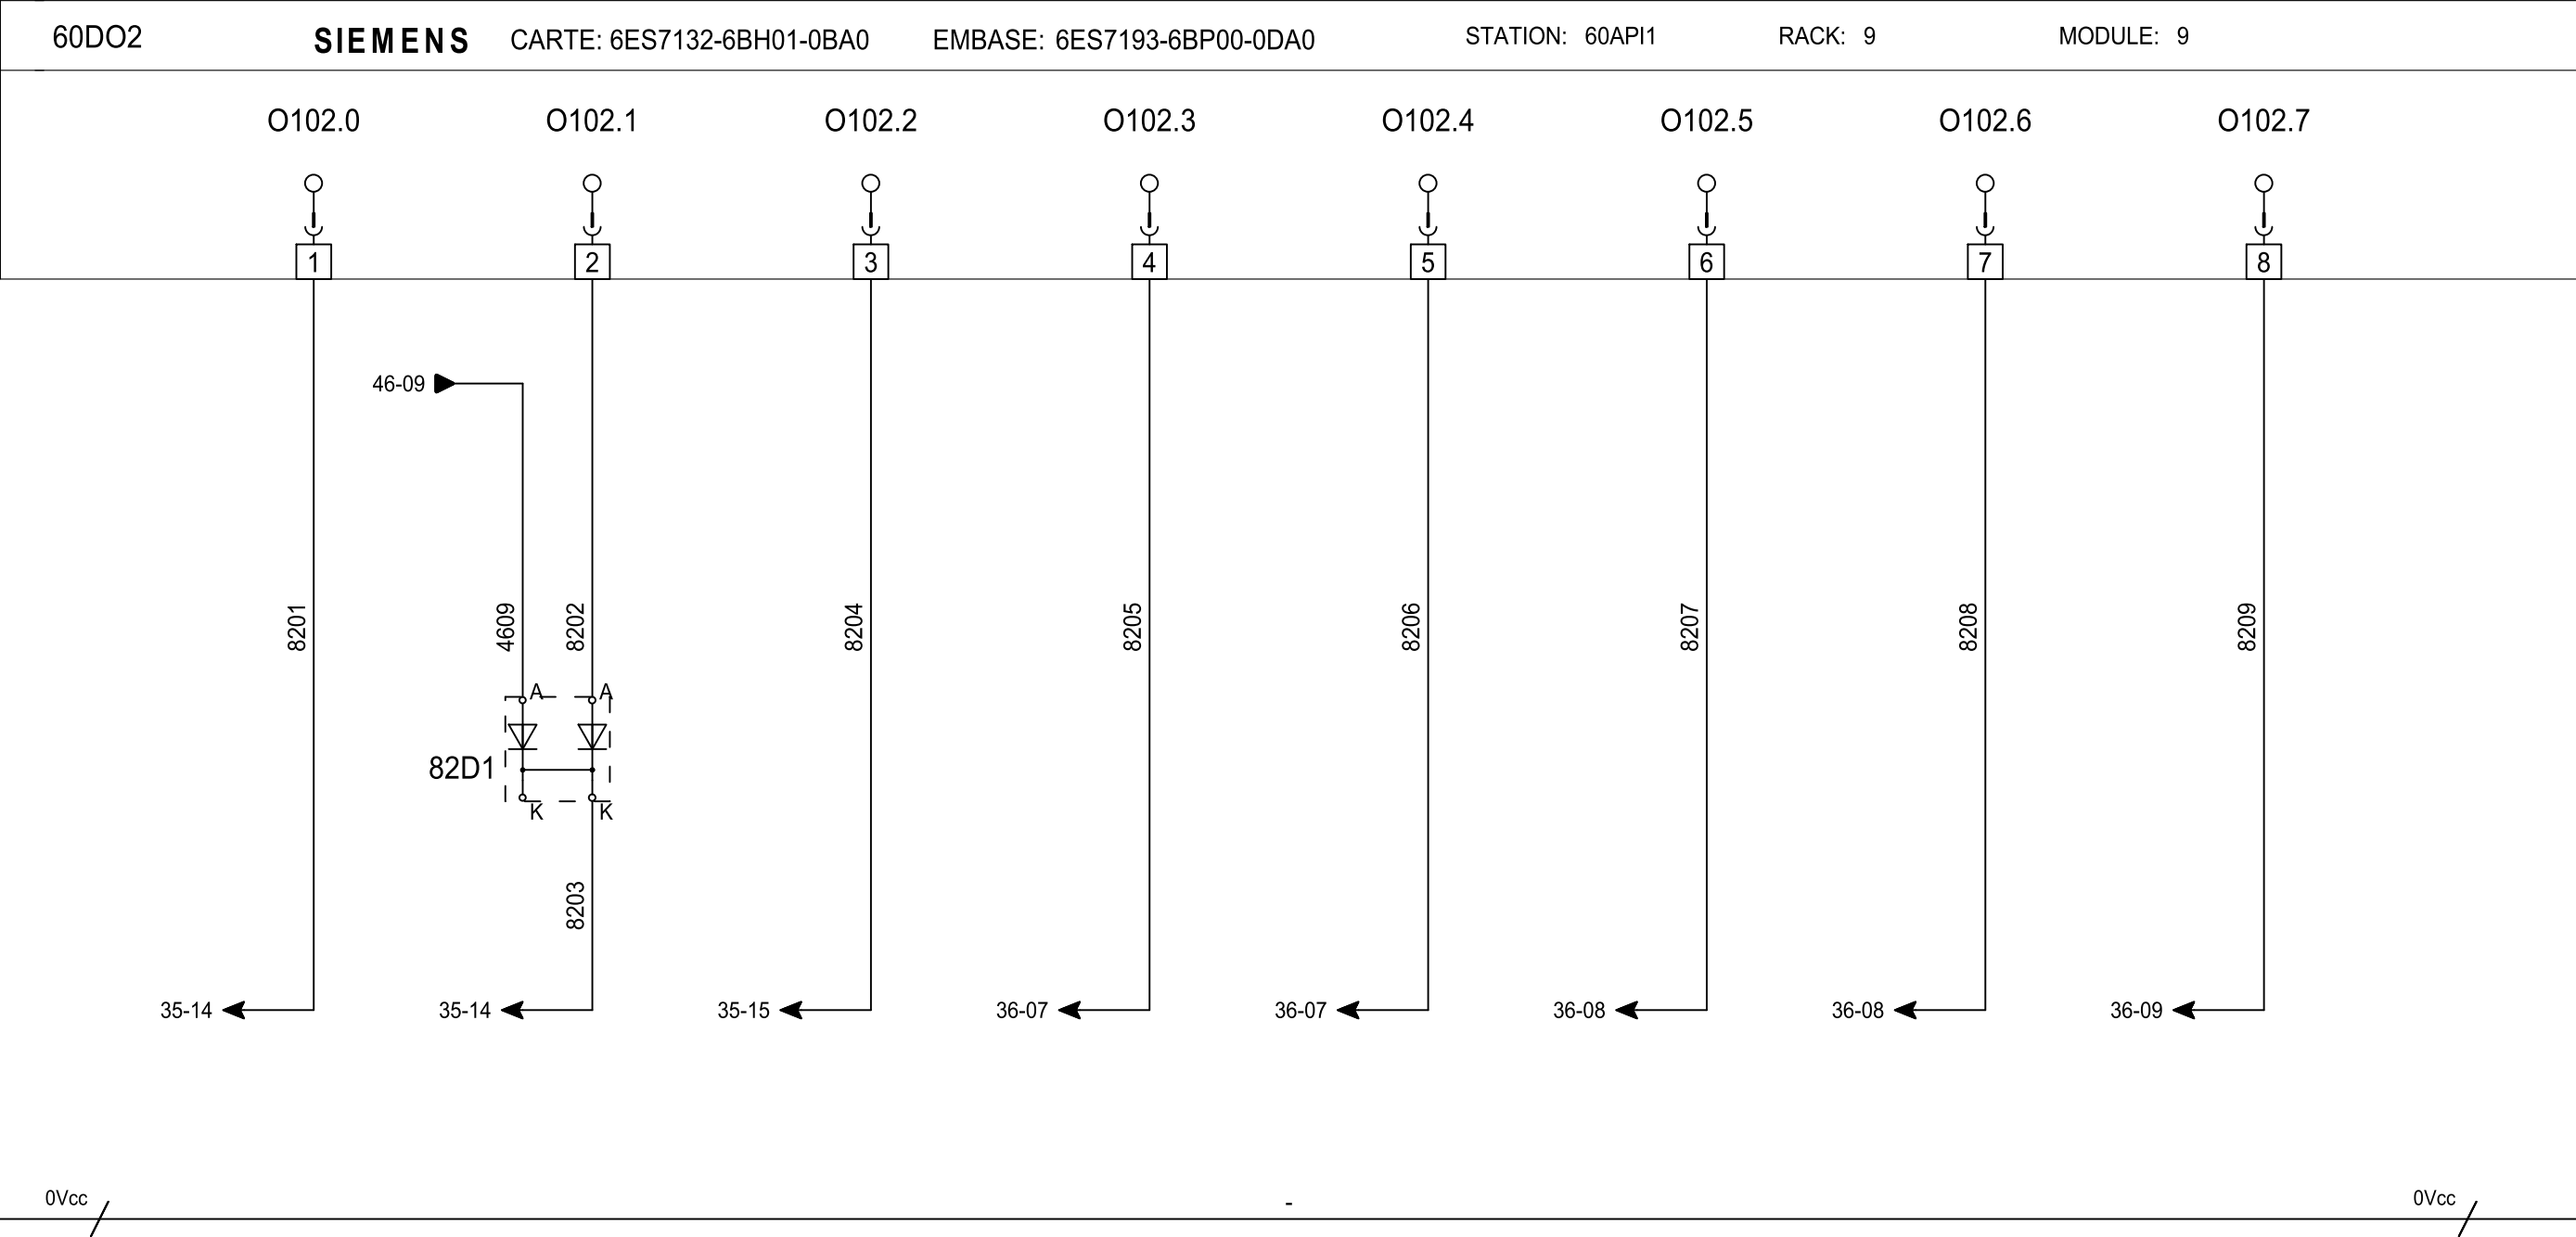 60DO2 SIEMENS CARTE: 6ES7132-6BH01-0BA0 EMBASE: 6ES7193-6BP00-0DA0 STATION: 60API1 RACK: 9 MODULE: 9
O102.0 O102.1 O102.2 O102.3 O102.4 O102.5 O102.6 O102.7
1 2 3 4 5 6 7 8
46-09
8201 4609 8202 8204 8205 8206 8207 8208 8209
A A
82D1
K K
8203
35-14 35-14 35-15 36-07 36-07 36-08 36-08 36-09
0Vcc - 0Vcc